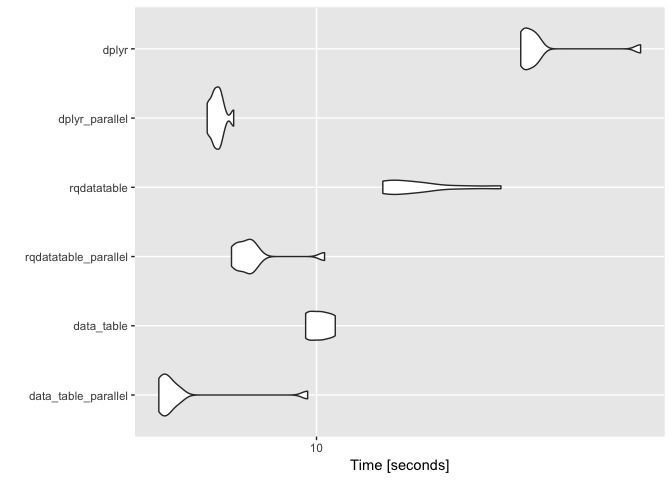 dplyr
dplyr_parallel
rqdatatable
rqdatatable_parallel
data_table
data_table_parallel
10
Time [seconds]